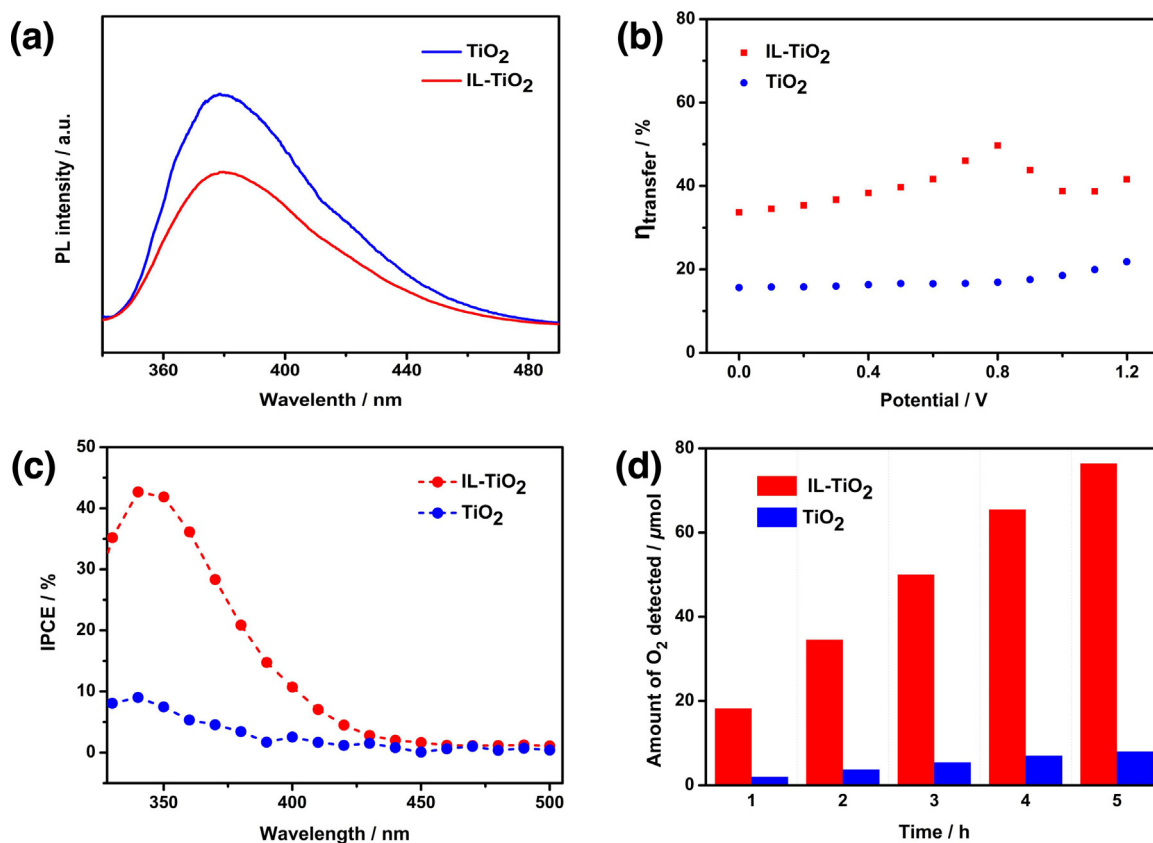 (a)
TiO2
IL-TiO2
PL intensity / a.u.
360 400 440 480
Wavelenth / nm
(b)
IL-TiO2
TiO2
ηtransfer / %
80
60
40
20
0
0.0 0.4 0.8 1.2
Potential / V
(c)
IL-TiO2
TiO2
IPCE / %
50
40
30
20
10
0
350 400 450 500
Wavelength / nm
(d)
IL-TiO2
TiO2
Amount of O2 detected / μmol
80
60
40
20
0
1 2 3 4 5
Time / h